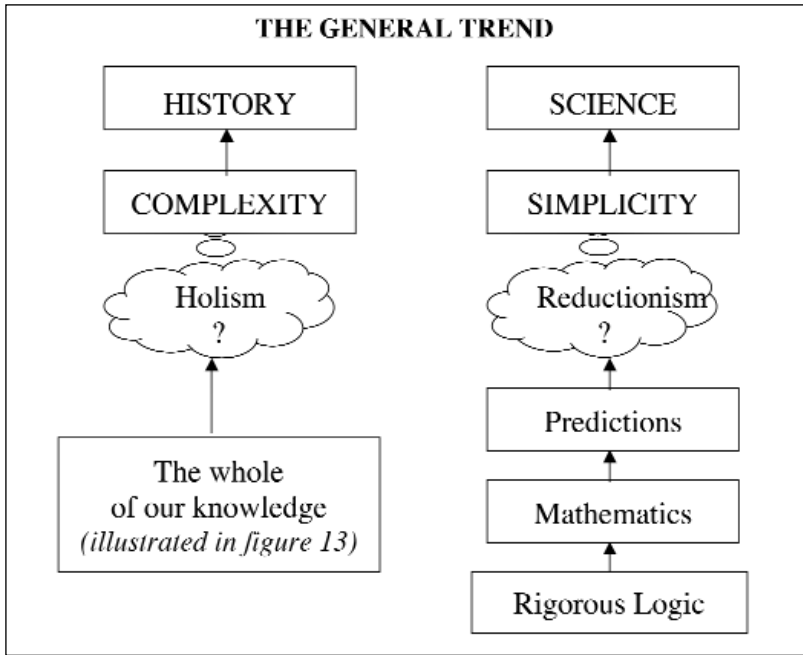 THE GENERAL TREND
HISTORY
COMPLEXITY
Holism
?
The whole
of our knowledge
(illustrated in figure 13)
SCIENCE
SIMPLICITY
Reductionism
?
Predictions
Mathematics
Rigorous Logic